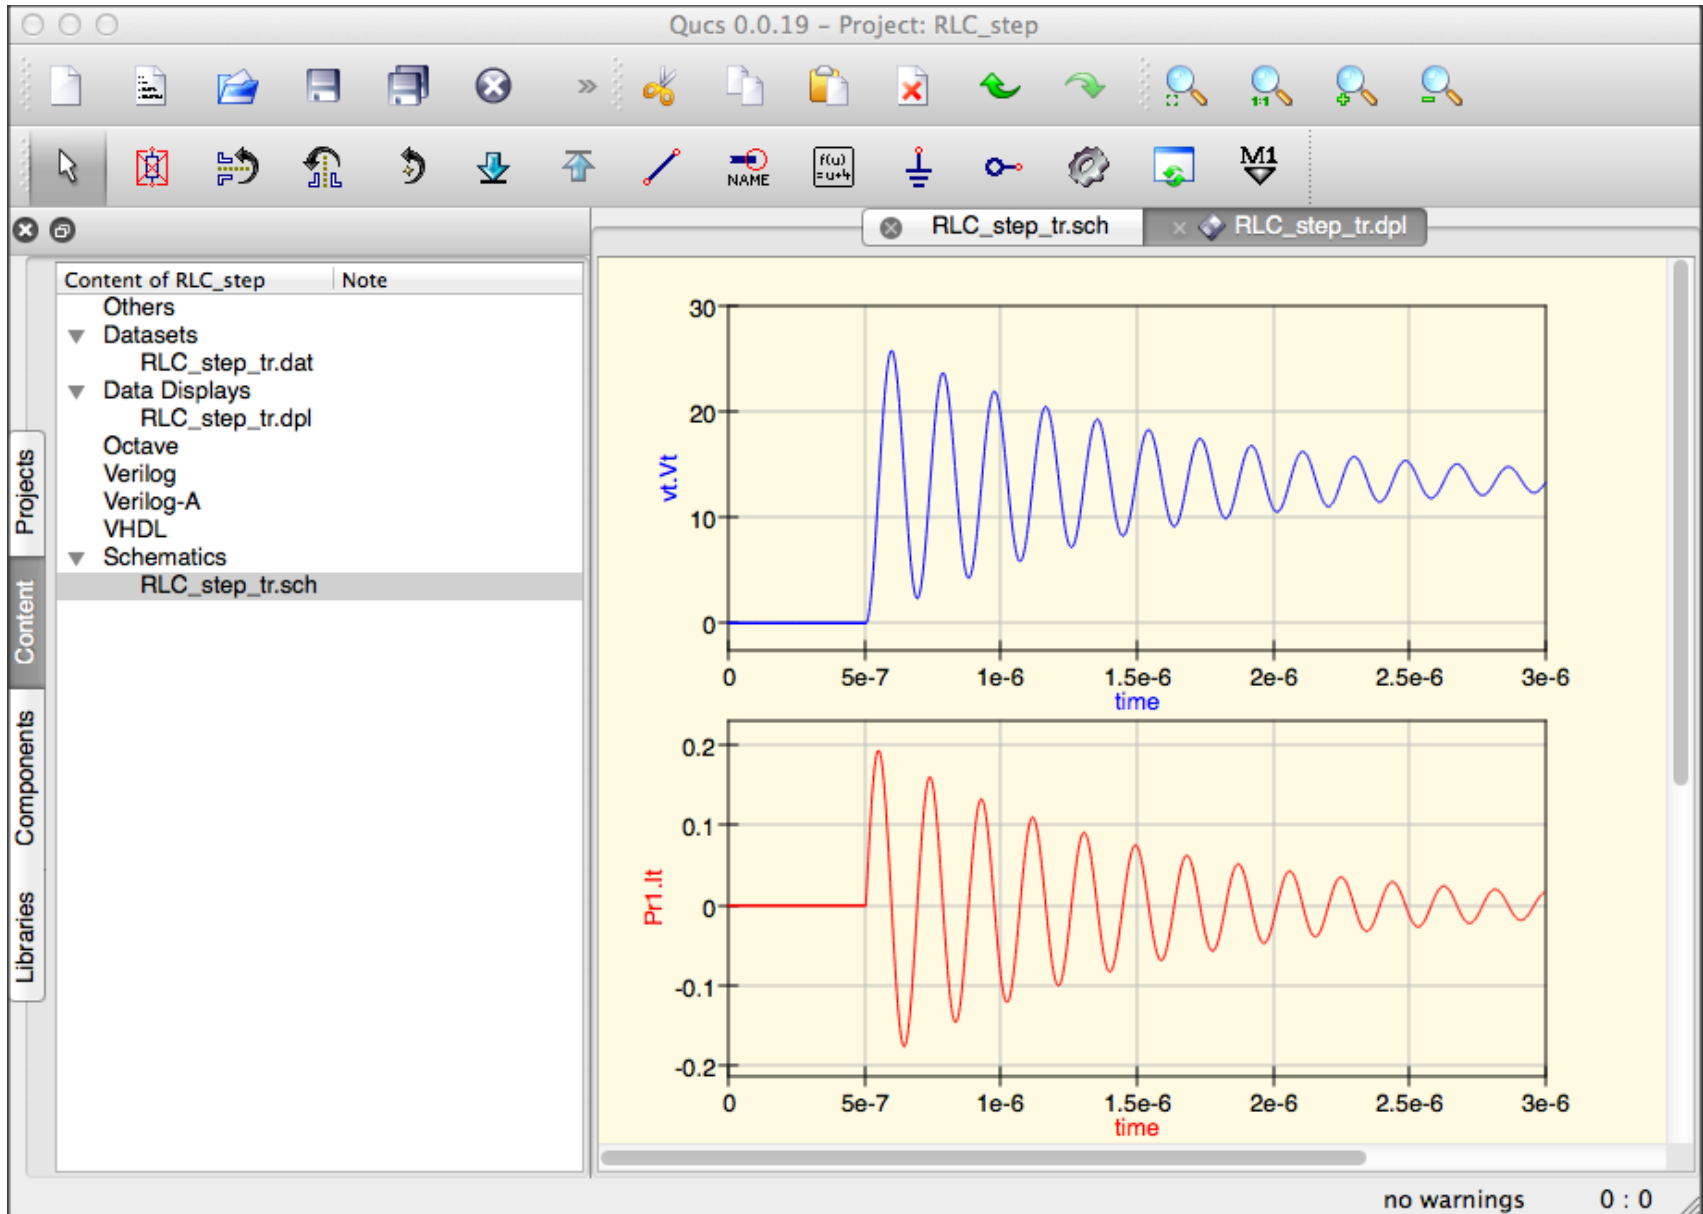 Qucs 0.0.19 – Project: RLC_step
»
1:1
NAME
f(u)
=u+4
M1
RLC_step_tr.sch
RLC_step_tr.dpl
Content of RLC_step Note
Others
Datasets
RLC_step_tr.dat
Data Displays
RLC_step_tr.dpl
Octave
Verilog
Verilog-A
VHDL
Schematics
RLC_step_tr.sch
Projects
Content
Components
Libraries
30
20
10
0
vt.Vt
0 5e-7 1e-6 1.5e-6 2e-6 2.5e-6 3e-6
time
0.2
0.1
0
-0.1
-0.2
Pr1.It
0 5e-7 1e-6 1.5e-6 2e-6 2.5e-6 3e-6
time
no warnings 0 : 0